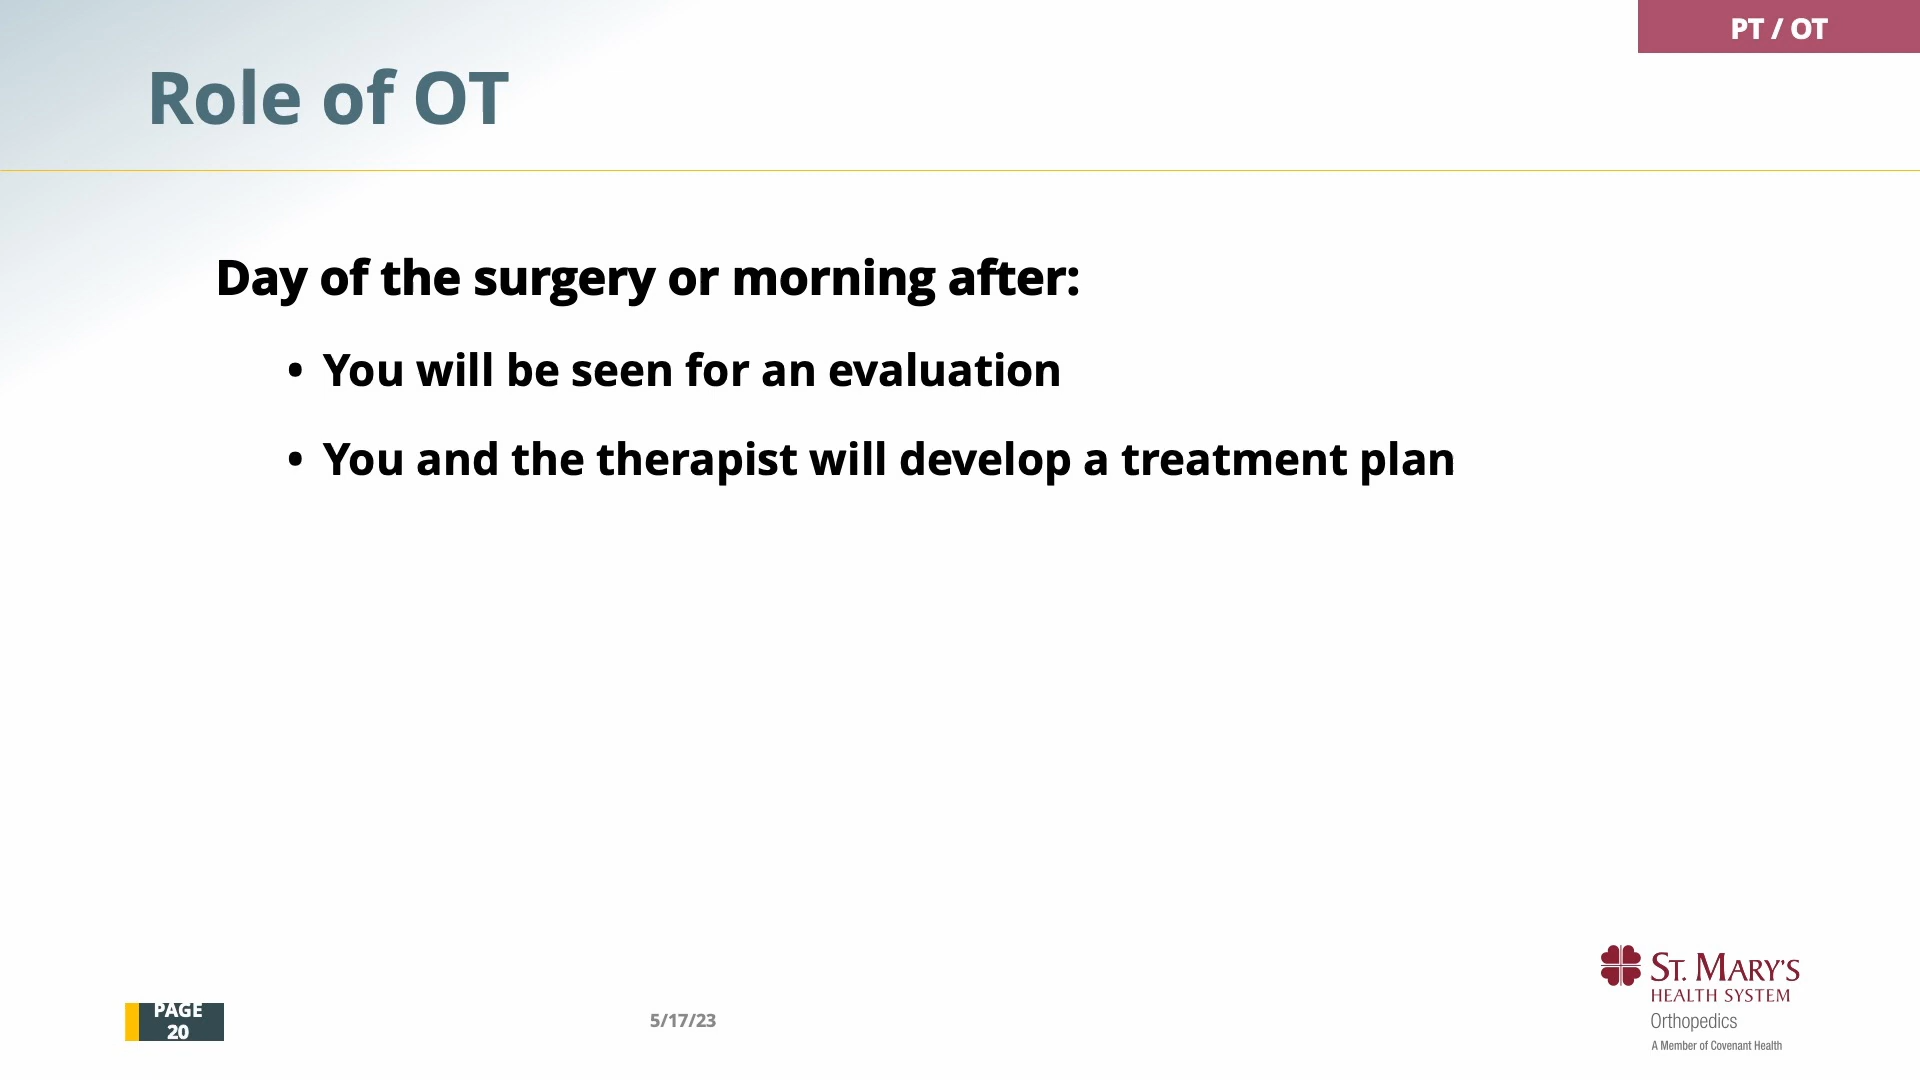 PT / OT
Role of OT
Day of the surgery or morning after:
• You will be seen for an evaluation
• You and the therapist will develop a treatment plan
PAGE
20
5/17/23
ST. MARY'S
HEALTH SYSTEM
Orthopedics
A Member of Covenant Health